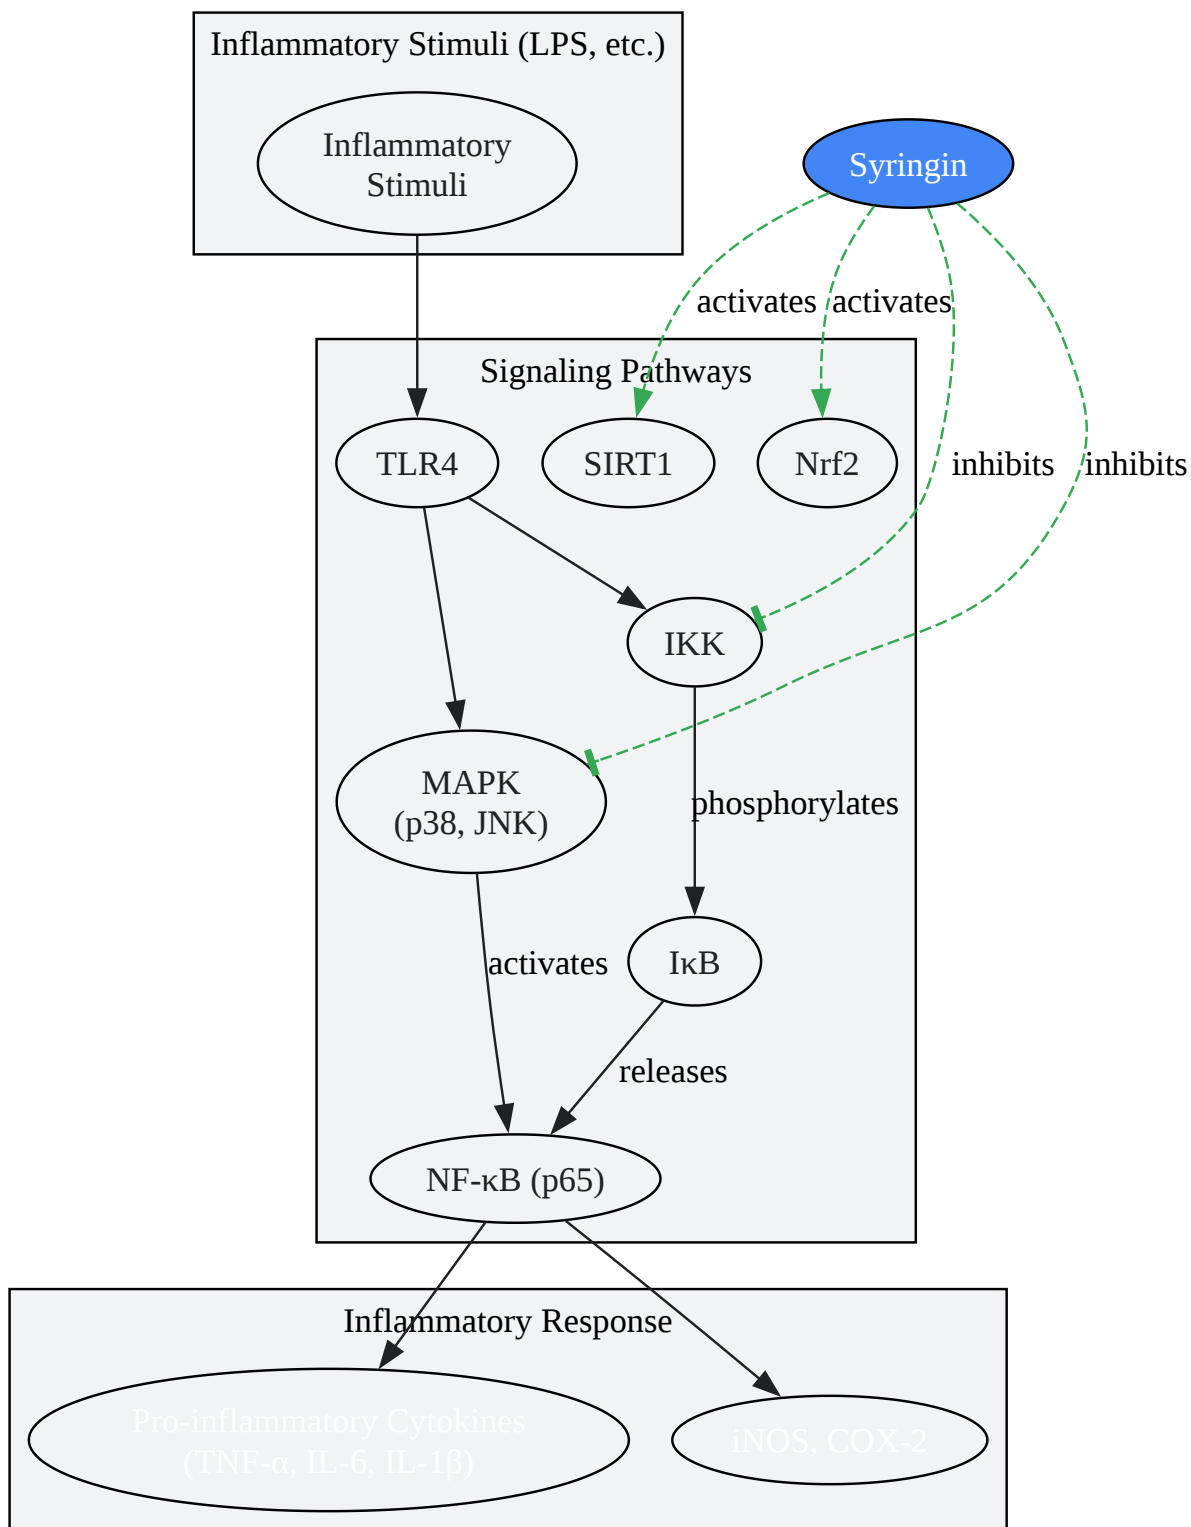 Inflammatory Stimuli (LPS, etc.)
Inflammatory
Stimuli
Syringin
activates
activates
Signaling Pathways
TLR4
SIRT1
Nrf2
inhibits
inhibits
IKK
MAPK
(p38, JNK)
phosphorylates
activates
IκB
releases
NF-κB (p65)
Inflammatory Response
Pro-inflammatory Cytokines
(TNF-α, IL-6, IL-1β)
iNOS, COX-2